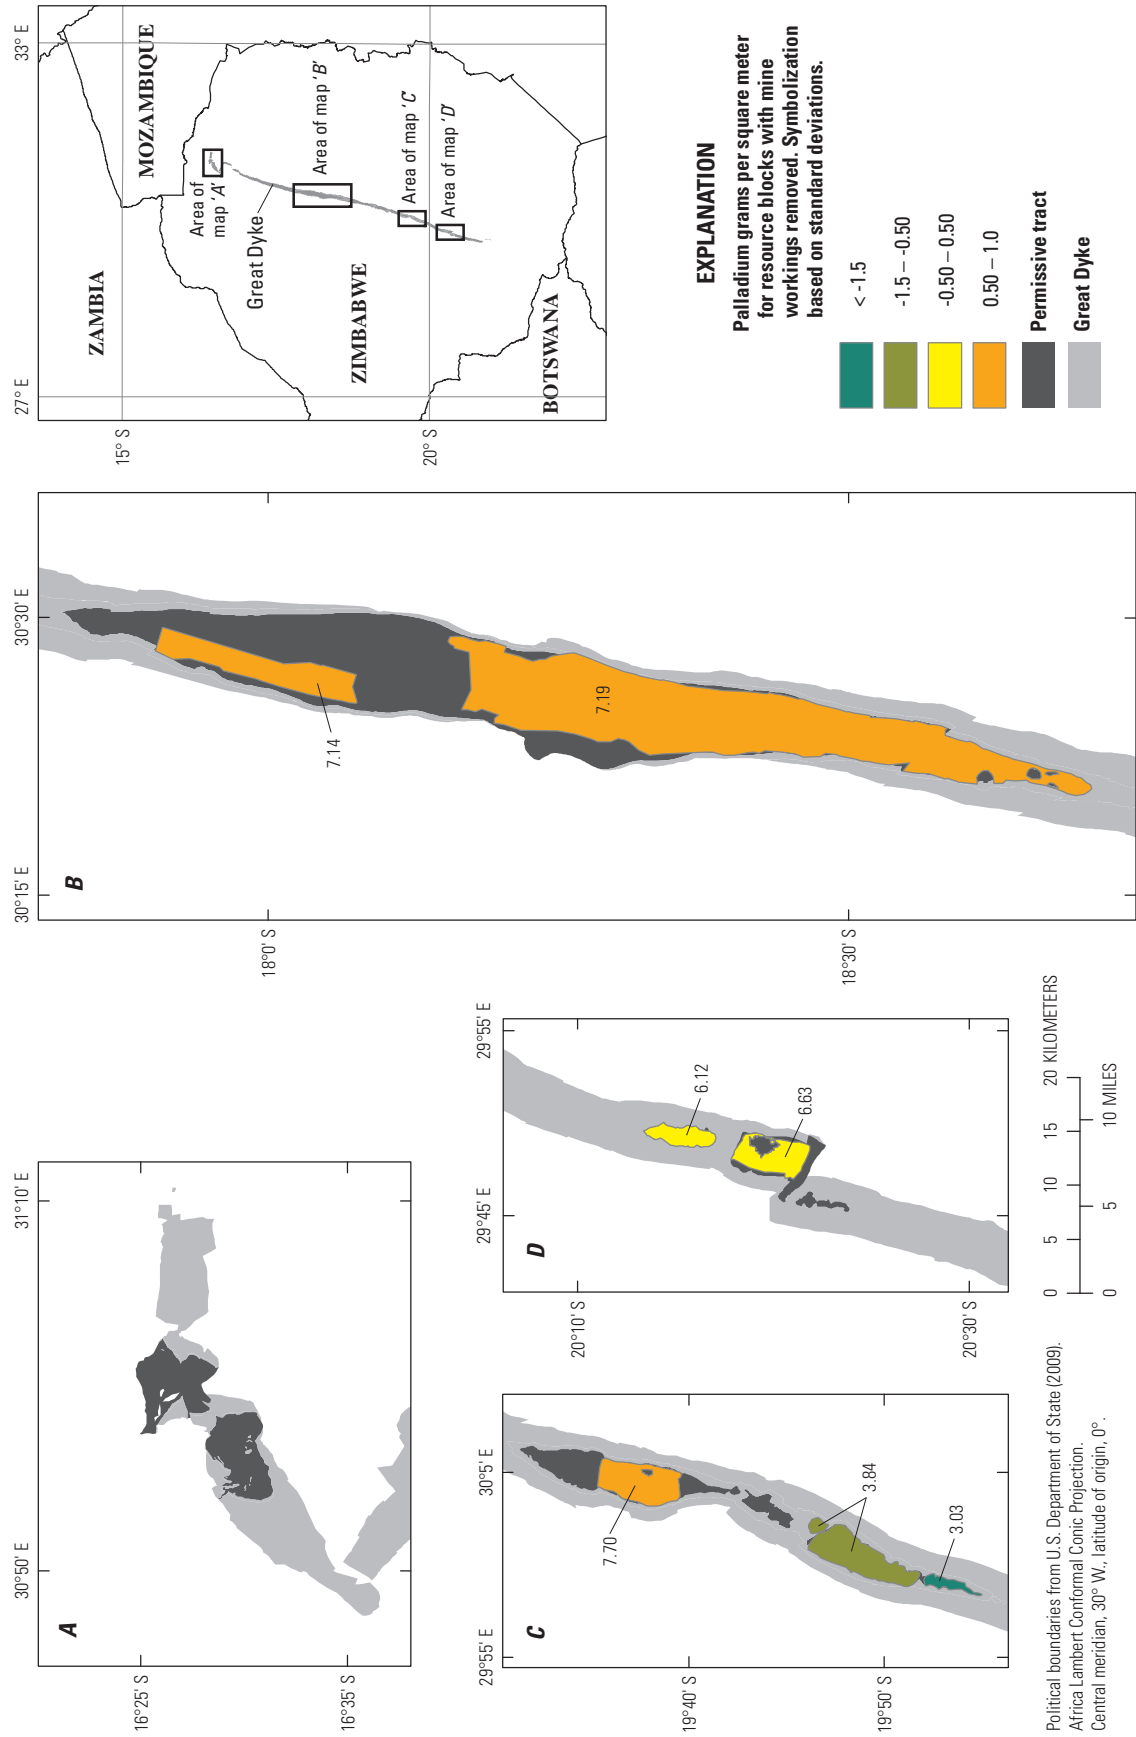 A
30°50' E
31°10' E
16°25' S
16°35' S
B
30°15' E
30°30' E
18°0' S
18°30' S
7.14
7.19
27° E
33° E
15° S
20° S
ZAMBIA
MOZAMBIQUE
ZIMBABWE
BOTSWANA
Great Dyke
Area of
map 'A'
Area of map 'B'
Area of map 'C'
Area of map 'D'
C
29°55' E
30°5' E
19°40' S
19°50' S
7.70
3.84
3.03
D
29°45' E
29°55' E
20°10' S
20°30' S
6.12
6.63
EXPLANATION
Palladium grams per square meter
for resource blocks with mine
workings removed. Symbolization
based on standard deviations.
< -1.5
-1.5 – -0.50
-0.50 – 0.50
0.50 – 1.0
Permissive tract
Great Dyke
0 5 10 15 20 KILOMETERS
0 5 10 MILES
Political boundaries from U.S. Department of State (2009).
Africa Lambert Conformal Conic Projection.
Central meridian, 30° W., latitude of origin, 0°.